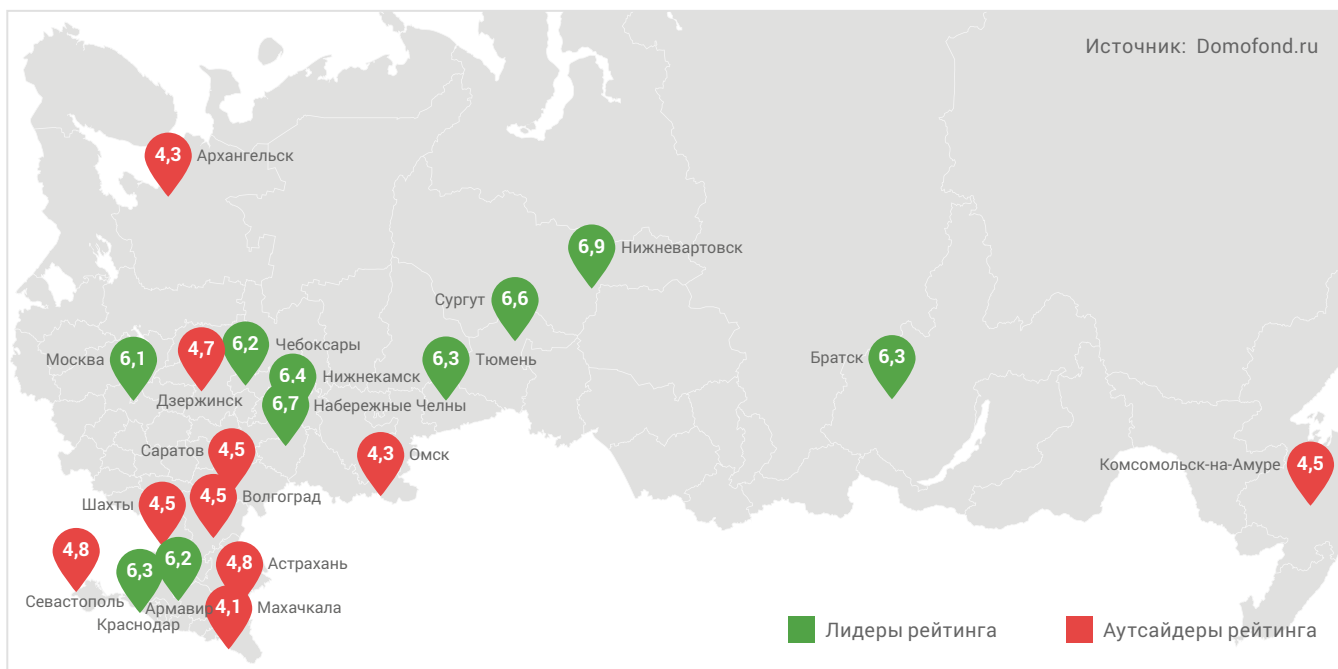 Источник: Domofond.ru
4,3 Архангельск
6,9 Нижневартовск
Сургут 6,6
Москва 6,1
4,7
Дзержинск
6,2 Чебоксары
6,4 Нижнекамск
6,7 Набережные Челны
6,3 Тюмень
Братск 6,3
Саратов 4,5
4,3 Омск
Комсомольск-на-Амуре 4,5
Шахты 4,5
4,5 Волгоград
4,8
Севастополь
6,3
Краснодар
6,2
Армавир
4,8 Астрахань
4,1 Махачкала
Лидеры рейтинга
Аутсайдеры рейтинга